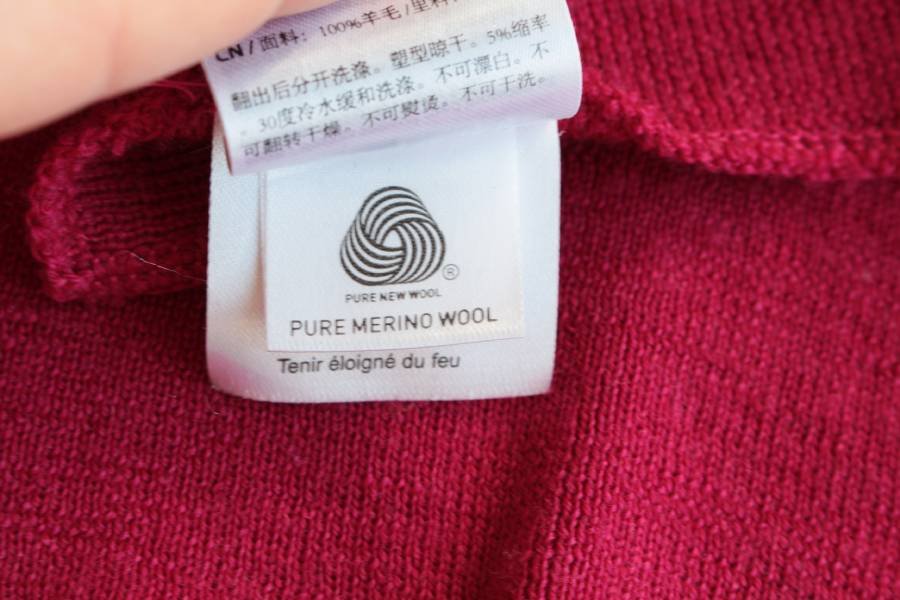 CN / 面料：100%羊毛 /里料：
翻出后分开洗涤。塑型晾干。5%缩率
。30度冷水缓和洗涤。不可漂白。不
可翻转干燥。不可熨烫。不可干洗。
®
PURE NEW WOOL
PURE MERINO WOOL
Tenir éloigné du feu